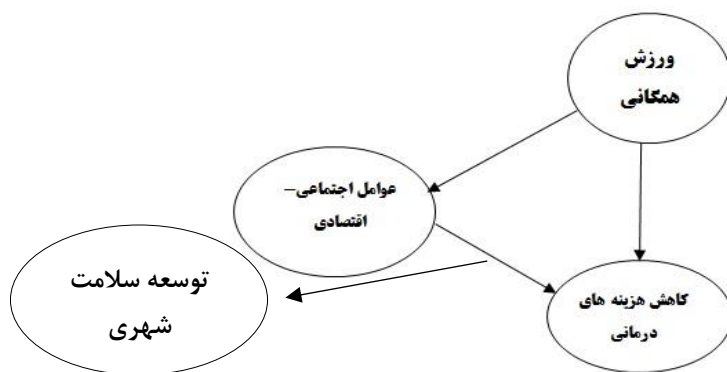 ورزش
همگانی
عوامل اجتماعی–
اقتصادی
توسعه سلامت
شهری
کاهش هزینه های
درمانی